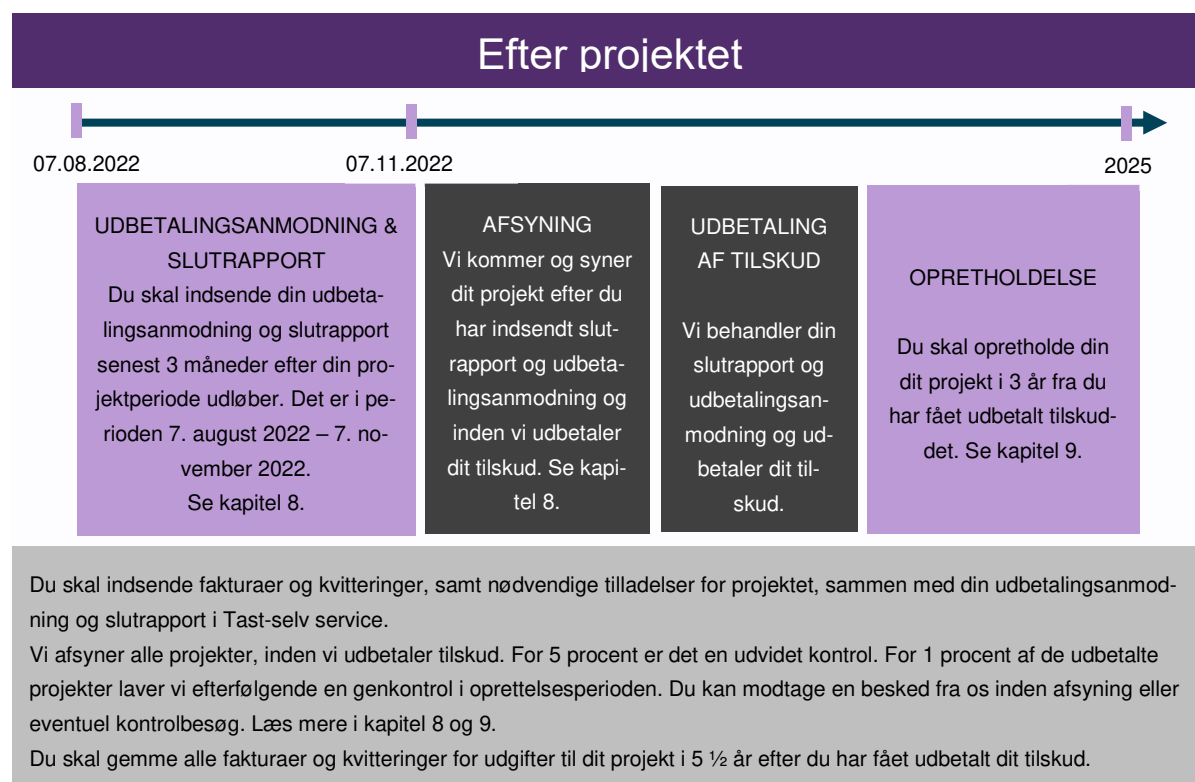 Efter projektet
07.08.2022
07.11.2022
2025
UDBETALINGSANMODNING &
SLUTRAPPORT
Du skal indsende din udbeta-
lingsanmodning og slutrapport
senest 3 måneder efter din pro-
jektperiode udløber. Det er i pe-
rioden 7. august 2022 – 7. no-
vember 2022.
Se kapitel 8.
AFSYNING
Vi kommer og syner
dit projekt efter du
har indsendt slut-
rapport og udbeta-
lingsanmodning og
inden vi udbetaler
dit tilskud. Se kapi-
tel 8.
UDBETALING
AF TILSKUD
Vi behandler din
slutrapport og
udbetalingsan-
modning og ud-
betaler dit til-
skud.
OPRETHOLDELSE
Du skal opretholde din
dit projekt i 3 år fra du
har fået udbetalt tilskud-
det. Se kapitel 9.
Du skal indsende fakturaer og kvitteringer, samt nødvendige tilladelser for projektet, sammen med din udbetalingsanmod-
ning og slutrapport i Tast-selv service.
Vi afsyner alle projekter, inden vi udbetaler tilskud. For 5 procent er det en udvidet kontrol. For 1 procent af de udbetalte
projekter laver vi efterfølgende en genkontrol i oprettelsesperioden. Du kan modtage en besked fra os inden afsyning eller
eventuel kontrolbesøg. Læs mere i kapitel 8 og 9.
Du skal gemme alle fakturaer og kvitteringer for udgifter til dit projekt i 5 ½ år efter du har fået udbetalt dit tilskud.